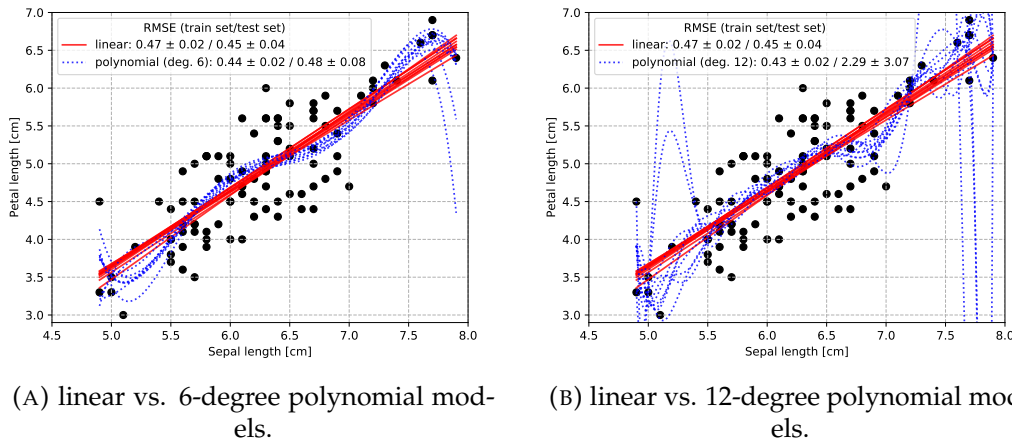 7.0
6.5
6.0
5.5
5.0
4.5
4.0
3.5
3.0
Petal length [cm]
RMSE (train set/test set)
linear: 0.47 ± 0.02 / 0.45 ± 0.04
polynomial (deg. 6): 0.44 ± 0.02 / 0.48 ± 0.08
4.5 5.0 5.5 6.0 6.5 7.0 7.5 8.0
Sepal length [cm]
(A) linear vs. 6-degree polynomial mod-
els.
7.0
6.5
6.0
5.5
5.0
4.5
4.0
3.5
3.0
Petal length [cm]
RMSE (train set/test set)
linear: 0.47 ± 0.02 / 0.45 ± 0.04
polynomial (deg. 12): 0.43 ± 0.02 / 2.29 ± 3.07
4.5 5.0 5.5 6.0 6.5 7.0 7.5 8.0
Sepal length [cm]
(B) linear vs. 12-degree polynomial mod
els.